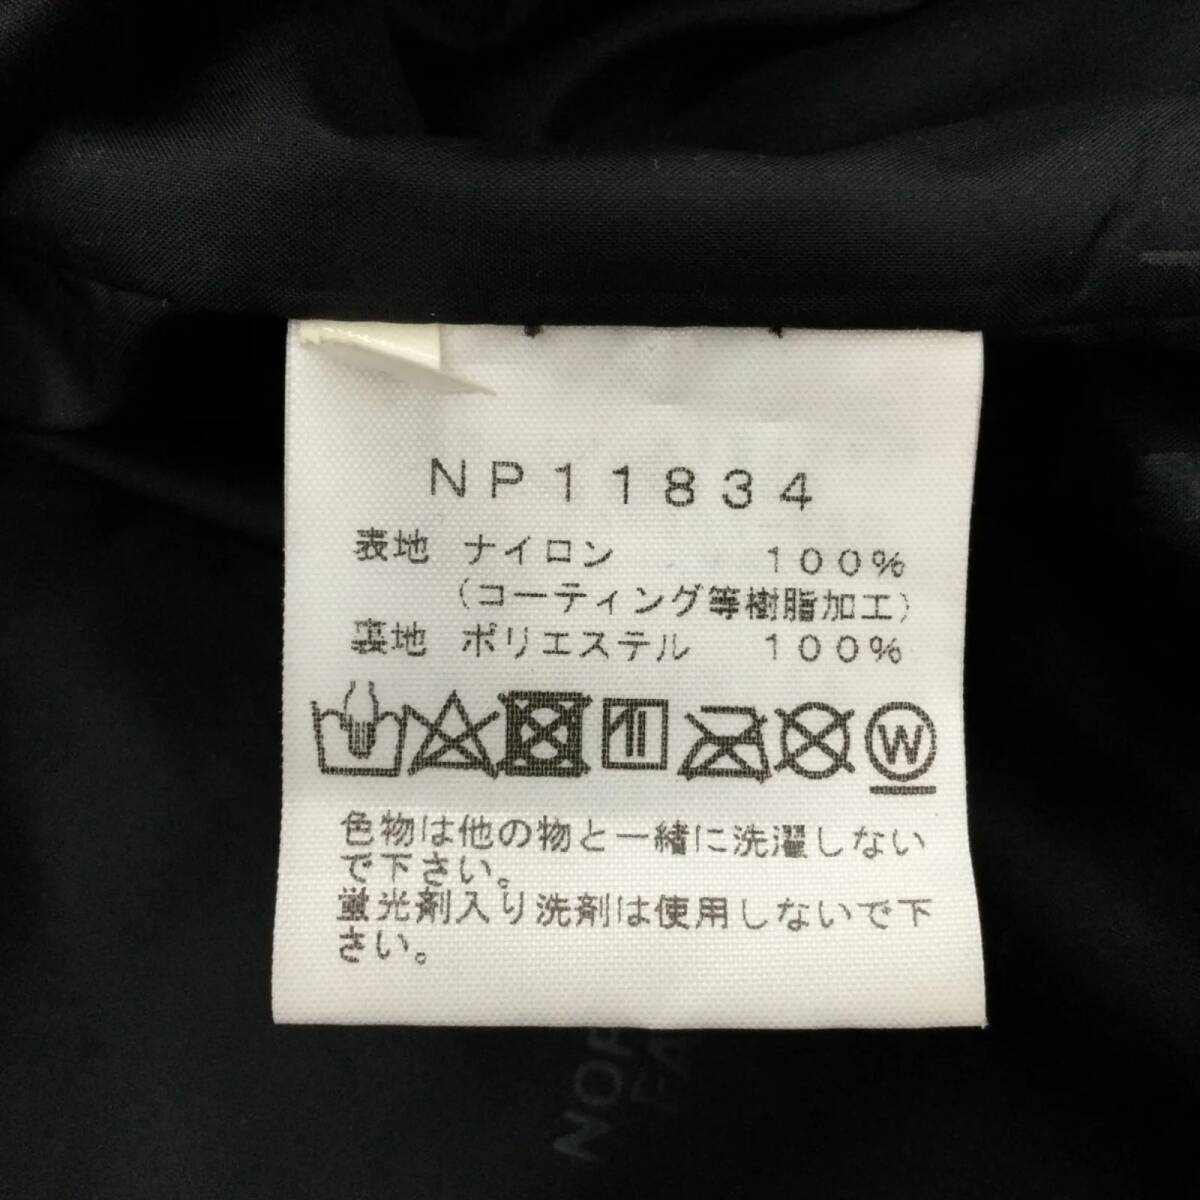 NP11834
表地 ナイロン 100%
(コーティング等樹脂加工)
裏地 ポリエステル 100%
W
色物は他の物と一緒に洗濯しない
で下さい。
蛍光剤入り洗剤は使用しないで下
さい。
NOR
FA